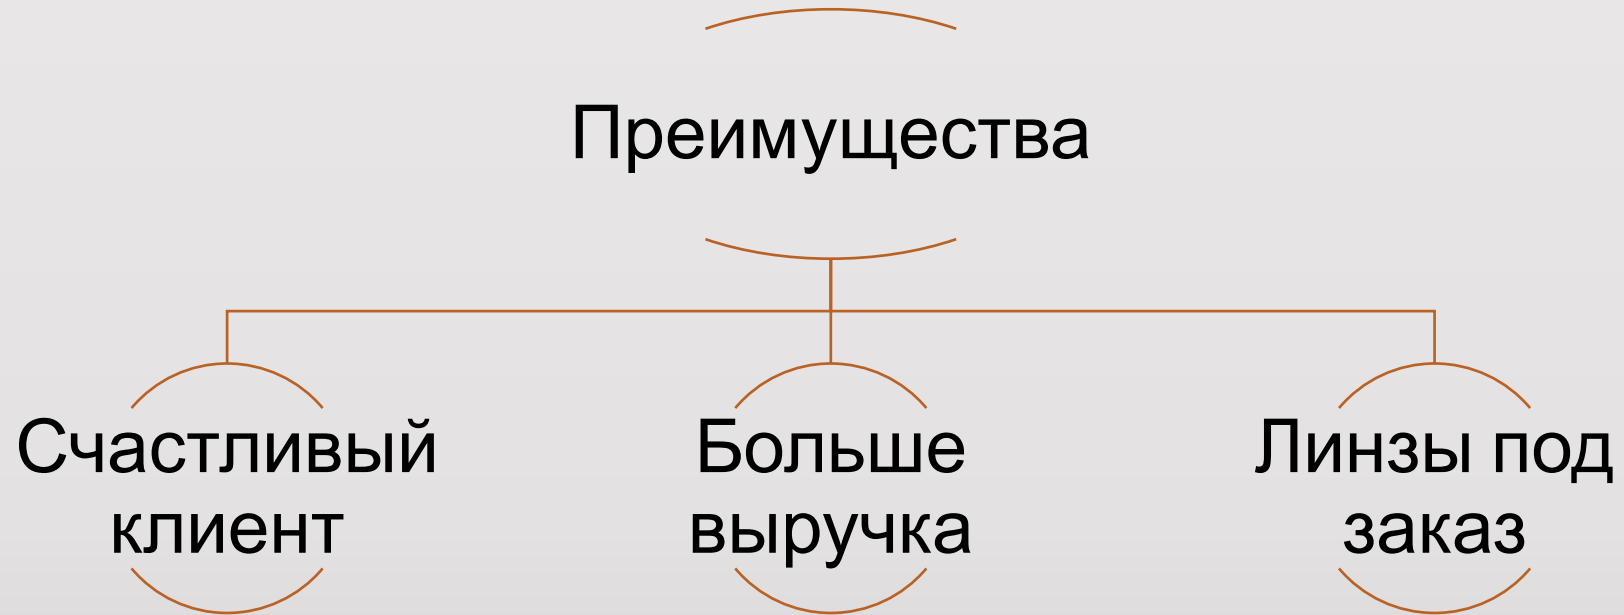 Преимущества
Счастливый
клиент
Больше
выручка
Линзы под
заказ